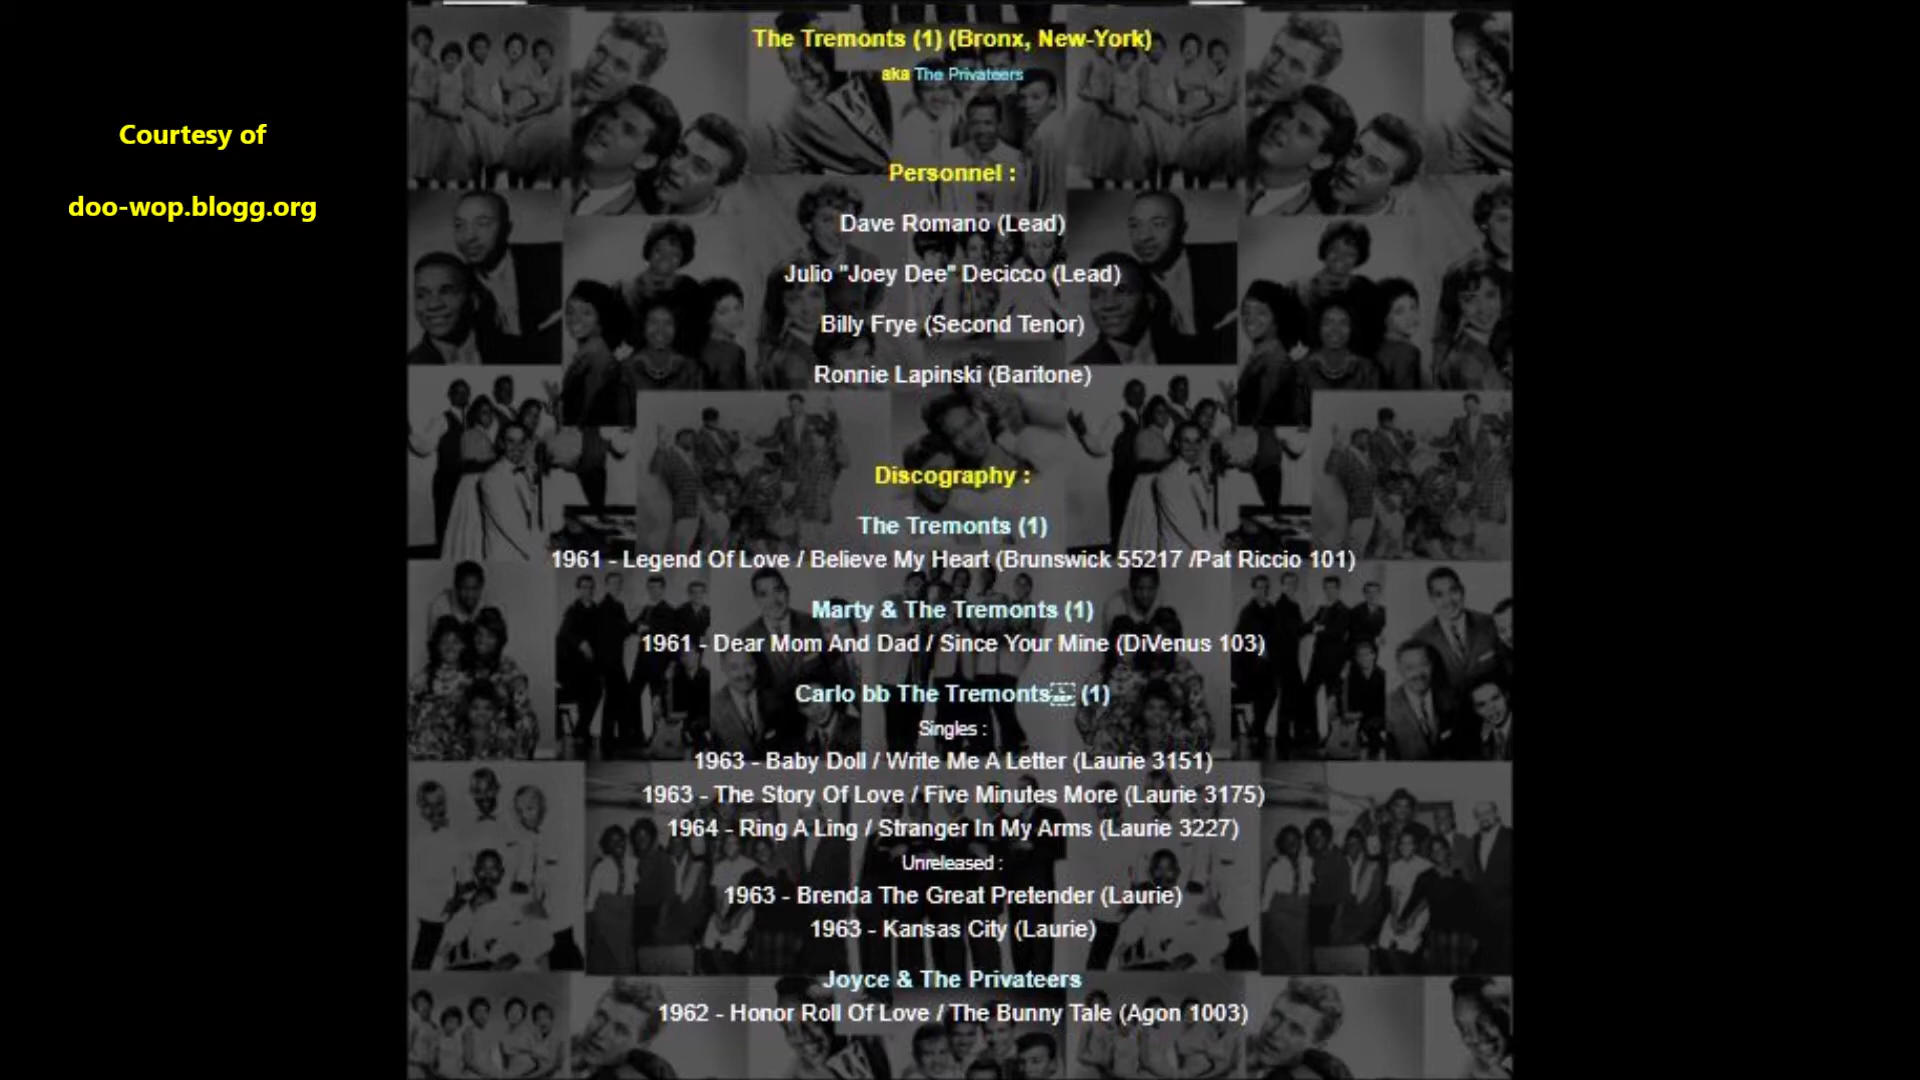 The Tremonts (1) (Bronx, New-York)
aka The Privateers
Courtesy of
doo-wop.blogg.org
Personnel :
Dave Romano (Lead)
Julio "Joey Dee" Decicco (Lead)
Billy Frye (Second Tenor)
Ronnie Lapinski (Baritone)
Discography :
The Tremonts (1)
1961 - Legend Of Love / Believe My Heart (Brunswick 55217 /Pat Riccio 101)
Marty & The Tremonts (1)
1961 - Dear Mom And Dad / Since Your Mine (DiVenus 103)
Carlo bb The Tremonts (1)
Singles :
1963 - Baby Doll / Write Me A Letter (Laurie 3151)
1963 - The Story Of Love / Five Minutes More (Laurie 3175)
1964 - Ring A Ling / Stranger In My Arms (Laurie 3227)
Unreleased :
1963 - Brenda The Great Pretender (Laurie)
1963 - Kansas City (Laurie)
Joyce & The Privateers
1962 - Honor Roll Of Love / The Bunny Tale (Agon 1003)